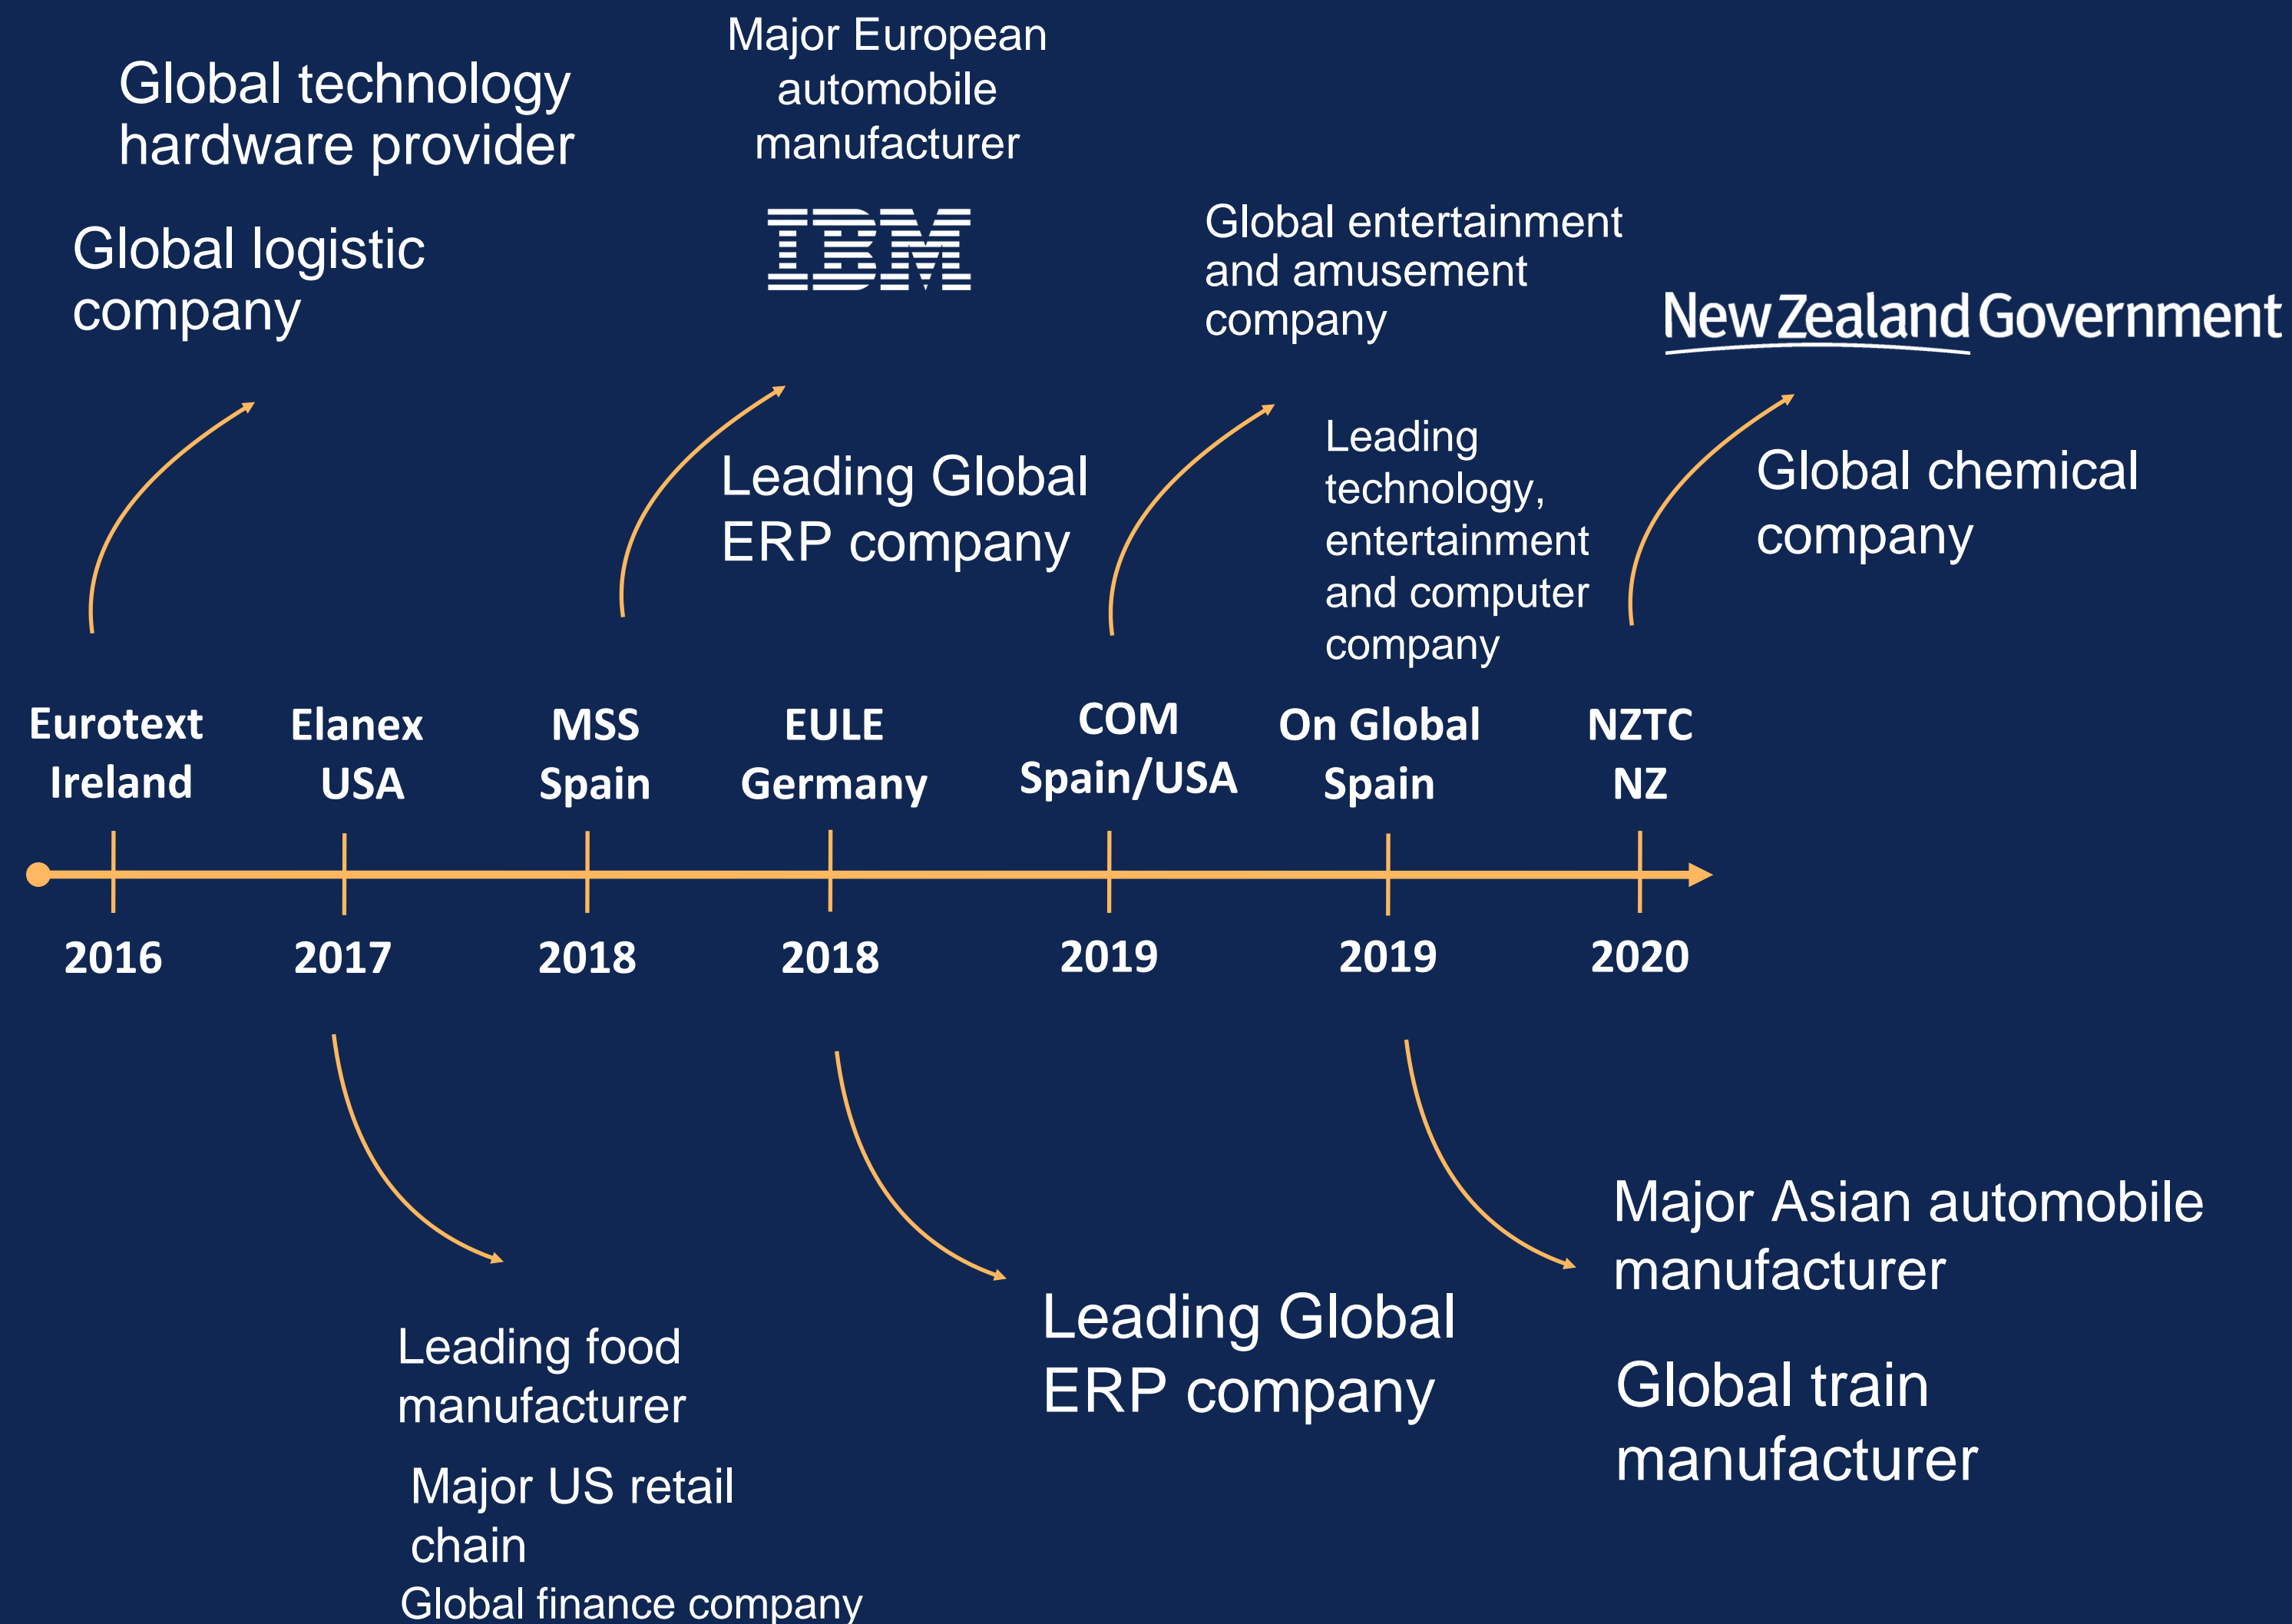 Global technology
hardware provider
Global logistic
company
Major European
automobile
manufacturer
IBM
Leading Global
ERP company
Global entertainment
and amusement
company
Leading
technology,
entertainment
and computer
company
New Zealand Government
Global chemical
company
Eurotext
Ireland
Elanex
USA
MSS
Spain
EULE
Germany
COM
Spain/USA
On Global
Spain
NZTC
NZ
2016
2017
2018
2018
2019
2019
2020
Leading food
manufacturer
Major US retail
chain
Global finance company
Leading Global
ERP company
Major Asian automobile
manufacturer
Global train
manufacturer